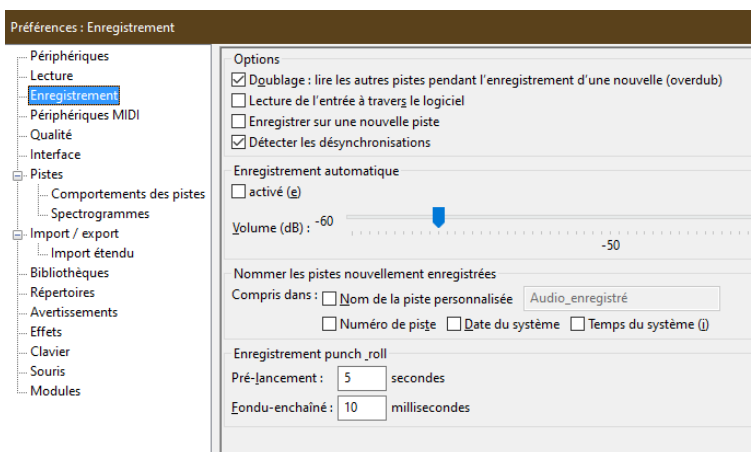 Préférences : Enregistrement
Périphériques
Lecture
Enregistrement
Périphériques MIDI
Qualité
Interface
Pistes
Comportements des pistes
Spectrogrammes
Import / export
Import étendu
Bibliothèques
Répertoires
Avertissements
Effets
Clavier
Souris
Modules
Options
Doublage : lire les autres pistes pendant l'enregistrement d'une nouvelle (overdub)
Lecture de l'entrée à travers le logiciel
Enregistrer sur une nouvelle piste
Détecter les désynchronisations
Enregistrement automatique
activé (e)
Volume (dB) : -60
-50
Nommer les pistes nouvellement enregistrées
Compris dans : Nom de la piste personnalisée Audio_enregistré
Numéro de piste Date du système Temps du système (i)
Enregistrement punch_roll
Pré-lancement : 5 secondes
Fondu-enchaîné : 10 millisecondes